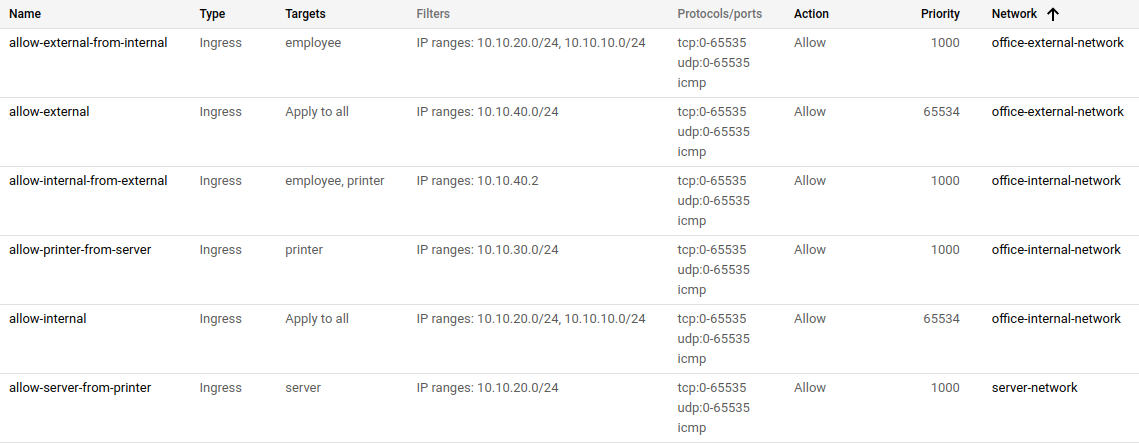 Name Type Targets Filters Protocols/ports Action Priority Network
allow-external-from-internal Ingress employee IP ranges: 10.10.20.0/24, 10.10.10.0/24 tcp:0-65535 Allow 1000 office-external-network
udp:0-65535
icmp
allow-external Ingress Apply to all IP ranges: 10.10.40.0/24 tcp:0-65535 Allow 65534 office-external-network
udp:0-65535
icmp
allow-internal-from-external Ingress employee, printer IP ranges: 10.10.40.2 tcp:0-65535 Allow 1000 office-internal-network
udp:0-65535
icmp
allow-printer-from-server Ingress printer IP ranges: 10.10.30.0/24 tcp:0-65535 Allow 1000 office-internal-network
udp:0-65535
icmp
allow-internal Ingress Apply to all IP ranges: 10.10.20.0/24, 10.10.10.0/24 tcp:0-65535 Allow 65534 office-internal-network
udp:0-65535
icmp
allow-server-from-printer Ingress server IP ranges: 10.10.20.0/24 tcp:0-65535 Allow 1000 server-network
udp:0-65535
icmp